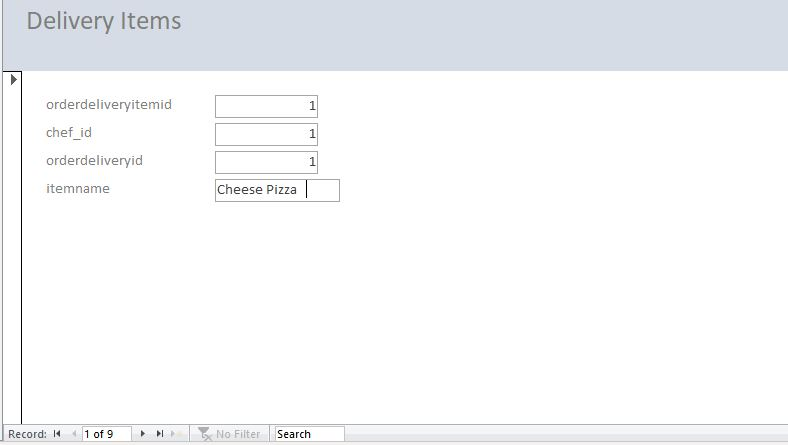 Delivery Items
orderdeliveryitemid 1
chef_id 1
orderdeliveryid 1
itemname Cheese Pizza
Record: 1 of 9 No Filter Search